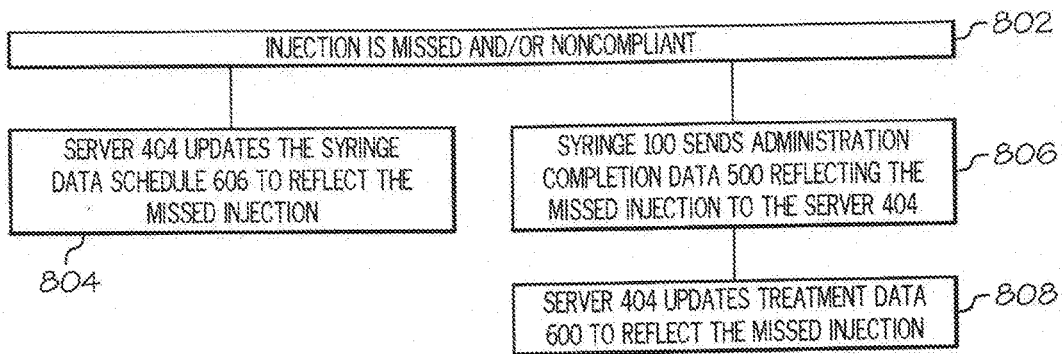 INJECTION IS MISSED AND/OR NONCOMPLIANT
802
SERVER 404 UPDATES THE SYRINGE
DATA SCHEDULE 606 TO REFLECT THE
MISSED INJECTION
804
SYRINGE 100 SENDS ADMINISTRATION
COMPLETION DATA 500 REFLECTING THE
MISSED INJECTION TO THE SERVER 404
806
SERVER 404 UPDATES TREATMENT DATA
600 TO REFLECT THE MISSED INJECTION
808